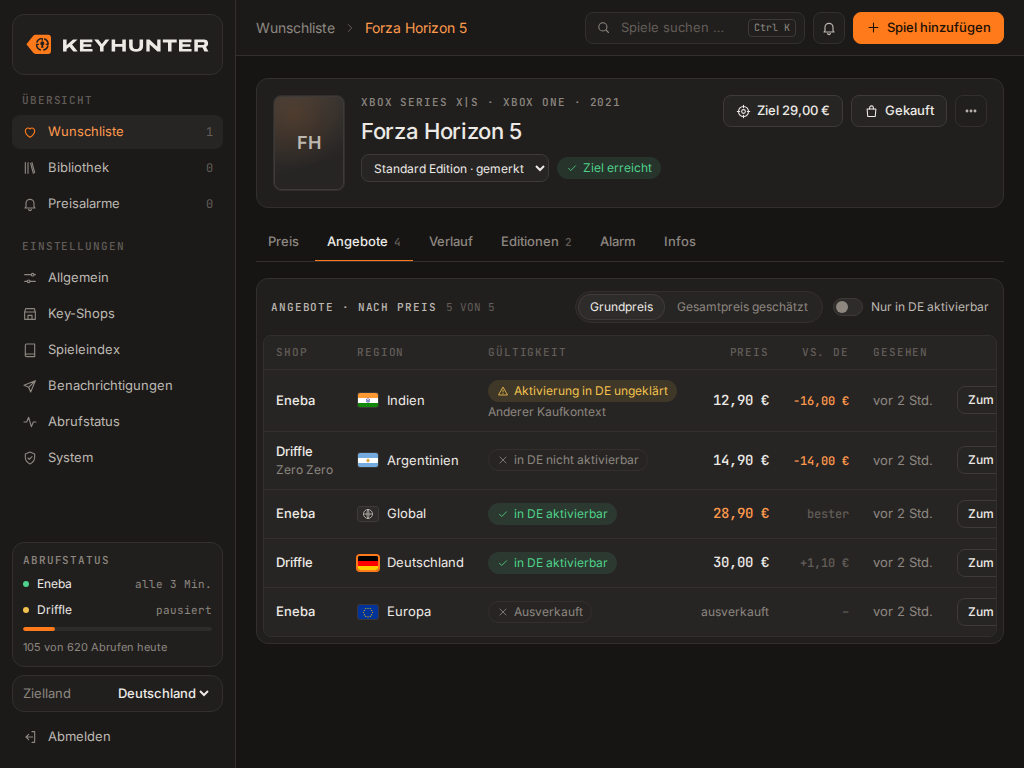 KEYHUNTER
ÜBERSICHT
Wunschliste 1
Bibliothek 0
Preisalarme 0
EINSTELLUNGEN
Allgemein
Key-Shops
Spieleindex
Benachrichtigungen
Abrufstatus
System
ABRUFSTATUS
Eneba alle 3 Min.
Driffle pausiert
105 von 620 Abrufen heute
Zielland Deutschland
Abmelden
Wunschliste Forza Horizon 5
Spiele suchen ... Ctrl K
Spiel hinzufügen
FH
XBOX SERIES X|S · XBOX ONE · 2021
Forza Horizon 5
Standard Edition · gemerkt
Ziel erreicht
Ziel 29,00 €
Gekauft
Preis Angebote 4 Verlauf Editionen 2 Alarm Infos
ANGEBOTE · NACH PREIS 5 VON 5
Grundpreis Gesamtpreis geschätzt
Nur in DE aktivierbar
SHOP REGION GÜLTIGKEIT PREIS VS. DE GESEHEN
Eneba Indien Aktivierung in DE ungeklärt 12,90 € -16,00 € vor 2 Std. Zum
Anderer Kaufkontext
Driffle Argentinien in DE nicht aktivierbar 14,90 € -14,00 € vor 2 Std. Zum
Zero Zero
Eneba Global in DE aktivierbar 28,90 € bester vor 2 Std. Zum
Driffle Deutschland in DE aktivierbar 30,00 € +1,10 € vor 2 Std. Zum
Eneba Europa Ausverkauft ausverkauft – vor 2 Std. Zum